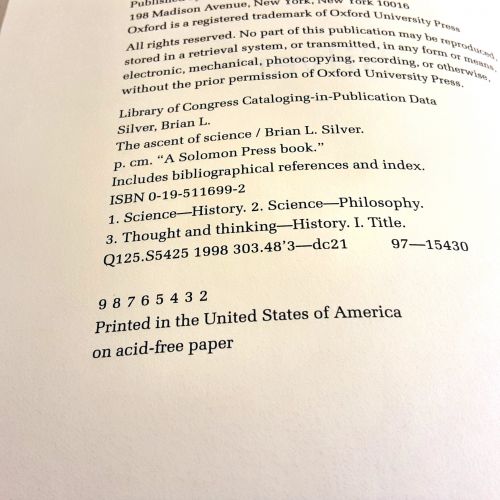 Published
198 Madison Avenue, New York, New York 10016
Oxford is a registered trademark of Oxford University Press
All rights reserved. No part of this publication may be reproduced,
stored in a retrieval system, or transmitted, in any form or means,
electronic, mechanical, photocopying, recording, or otherwise,
without the prior permission of Oxford University Press.
Library of Congress Cataloging-in-Publication Data
Silver, Brian L.
The ascent of science / Brian L. Silver.
p. cm. “A Solomon Press book.”
Includes bibliographical references and index.
ISBN 0-19-511699-2
1. Science—History. 2. Science—Philosophy.
3. Thought and thinking—History. I. Title.
Q125.S5425 1998 303.48’3—dc21 97—15430
9 8 7 6 5 4 3 2
Printed in the United States of America
on acid-free paper